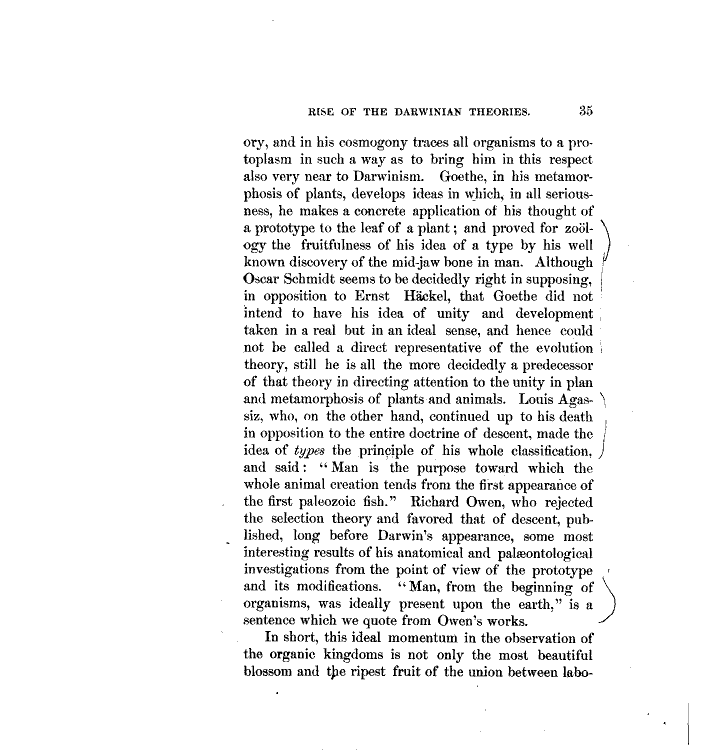 RISE OF THE DARWINIAN THEORIES. 35
ory, and in his cosmogony traces all organisms to a pro-
toplasm in such a way as to bring him in this respect
also very near to Darwinism. Goethe, in his metamor-
phosis of plants, develops ideas in which, in all serious-
ness, he makes a concrete application of his thought of
a prototype to the leaf of a plant; and proved for zoöl-
ogy the fruitfulness of his idea of a type by his well
known discovery of the mid-jaw bone in man. Although
Oscar Schmidt seems to be decidedly right in supposing,
in opposition to Ernst Häckel, that Goethe did not
intend to have his idea of unity and development
taken in a real but in an ideal sense, and hence could
not be called a direct representative of the evolution
theory, still he is all the more decidedly a predecessor
of that theory in directing attention to the unity in plan
and metamorphosis of plants and animals. Louis Agas-
siz, who, on the other hand, continued up to his death
in opposition to the entire doctrine of descent, made the
idea of types the principle of his whole classification,
and said: "Man is the purpose toward which the
whole animal creation tends from the first appearance of
the first paleozoic fish." Richard Owen, who rejected
the selection theory and favored that of descent, pub-
lished, long before Darwin's appearance, some most
interesting results of his anatomical and palæontological
investigations from the point of view of the prototype
and its modifications. "Man, from the beginning of
organisms, was ideally present upon the earth," is a
sentence which we quote from Owen's works.
In short, this ideal momentum in the observation of
the organic kingdoms is not only the most beautiful
blossom and the ripest fruit of the union between labo-